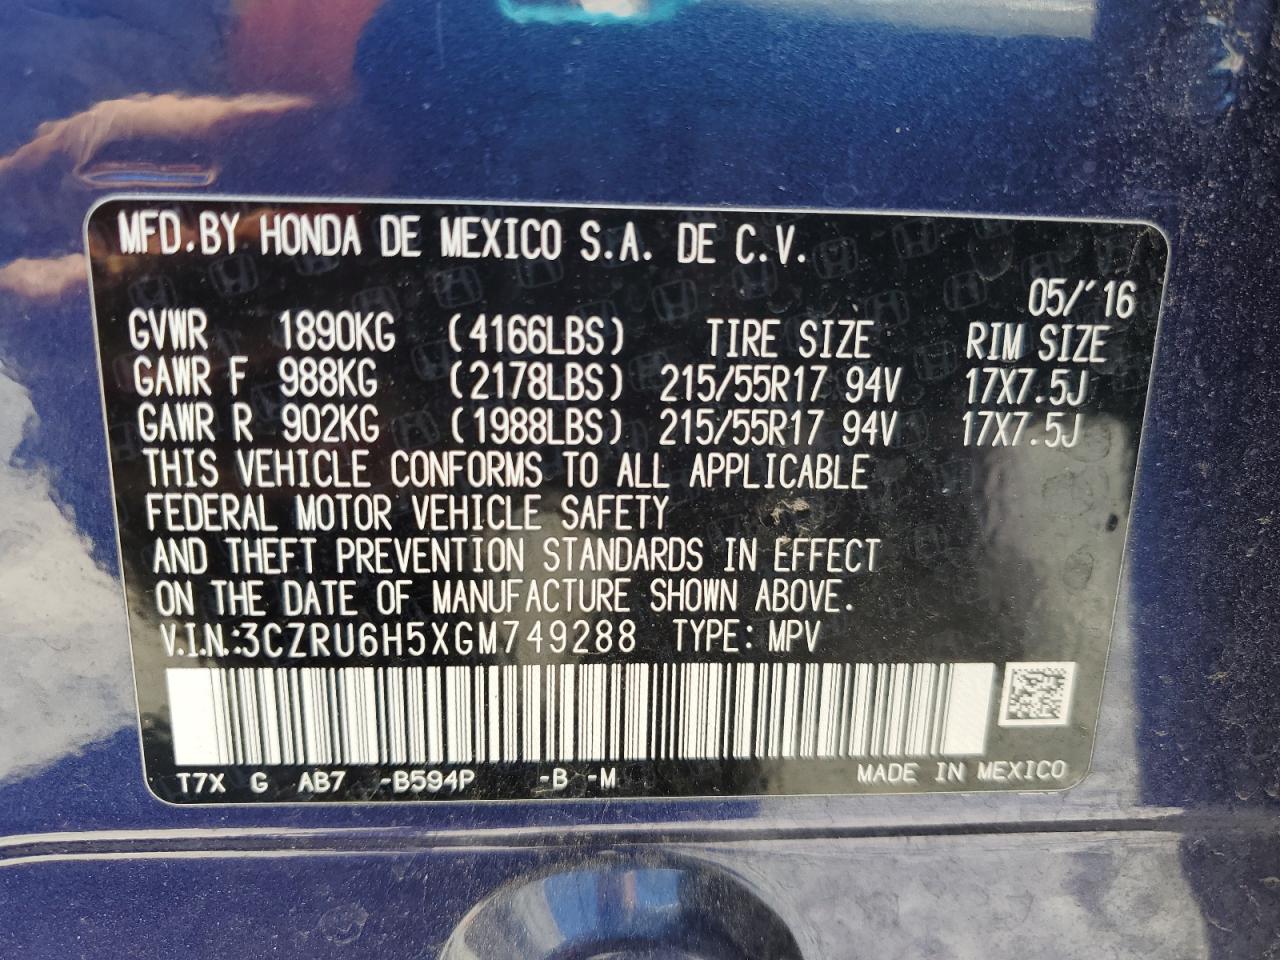 MFD.BY HONDA DE MEXICO S.A. DE C.V.
05/'16
GVWR 1890KG (4166LBS) TIRE SIZE RIM SIZE
GAWR F 988KG (2178LBS) 215/55R17 94V 17X7.5J
GAWR R 902KG (1988LBS) 215/55R17 94V 17X7.5J
THIS VEHICLE CONFORMS TO ALL APPLICABLE
FEDERAL MOTOR VEHICLE SAFETY
AND THEFT PREVENTION STANDARDS IN EFFECT
ON THE DATE OF MANUFACTURE SHOWN ABOVE.
V.I.N.:3CZRU6H5XGM749288 TYPE: MPV
T7X G AB7 -B594P -B -M MADE IN MEXICO